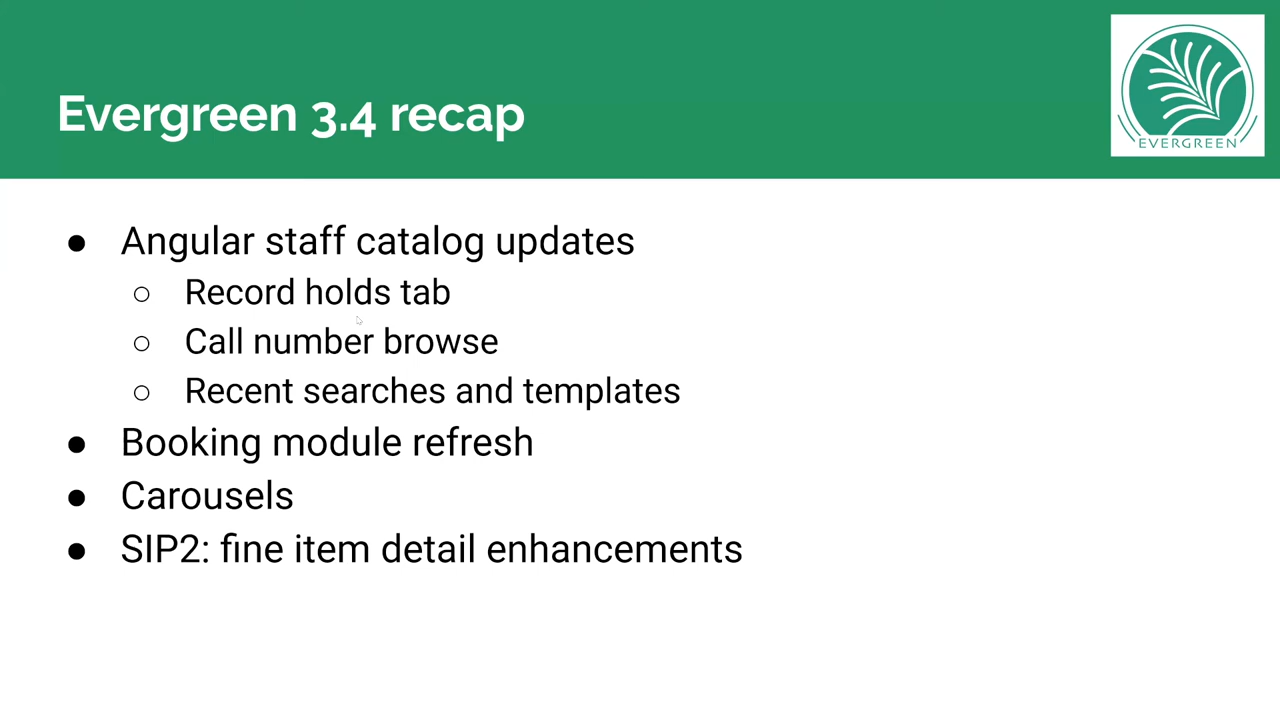 Evergreen 3.4 recap
EVERGREEN
● Angular staff catalog updates
○ Record holds tab
○ Call number browse
○ Recent searches and templates
● Booking module refresh
● Carousels
● SIP2: fine item detail enhancements